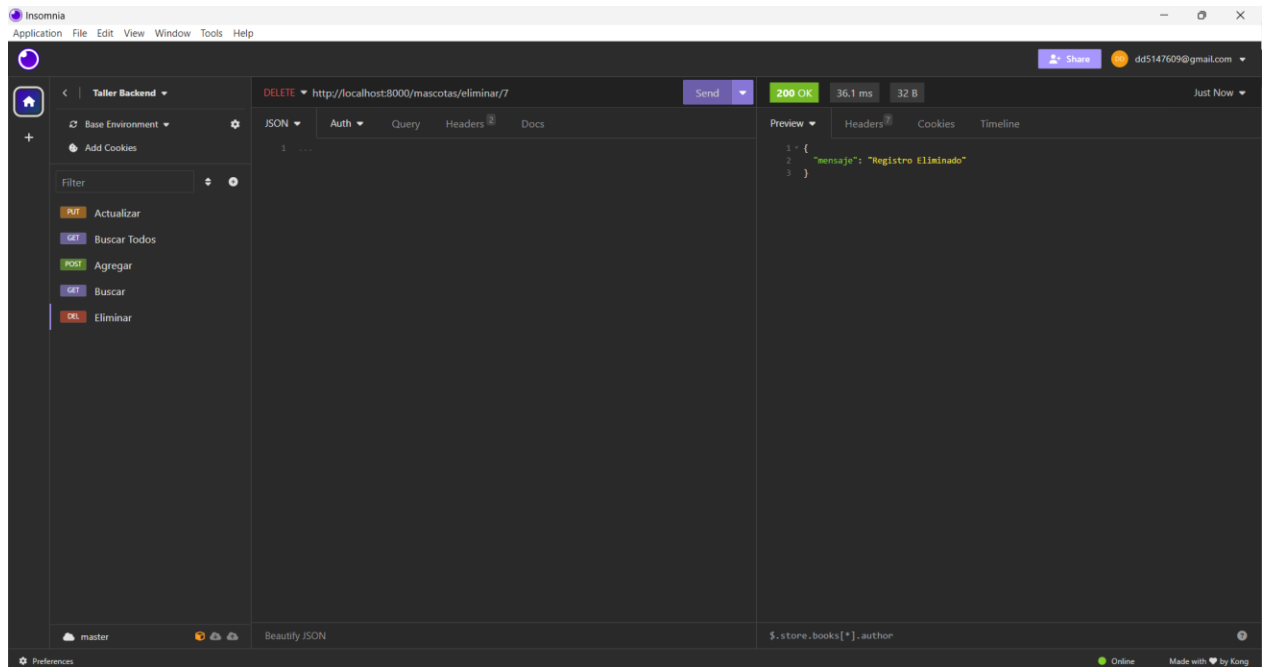 Insomnia
Application File Edit View Window Tools Help
Share DD dd5147609@gmail.com
Taller Backend
DELETE http://localhost:8000/mascotas/eliminar/7 Send
200 OK 36.1 ms 32 B Just Now
Base Environment
JSON Auth Query Headers 2 Docs
Preview Headers 7 Cookies Timeline
Add Cookies
1 ...
1 {
2 "mensaje": "Registro Eliminado"
3 }
Filter
PUT Actualizar
GET Buscar Todos
POST Agregar
GET Buscar
DEL Eliminar
master
Beautify JSON
$.store.books[*].author
Preferences
Online Made with ♥ by Kong